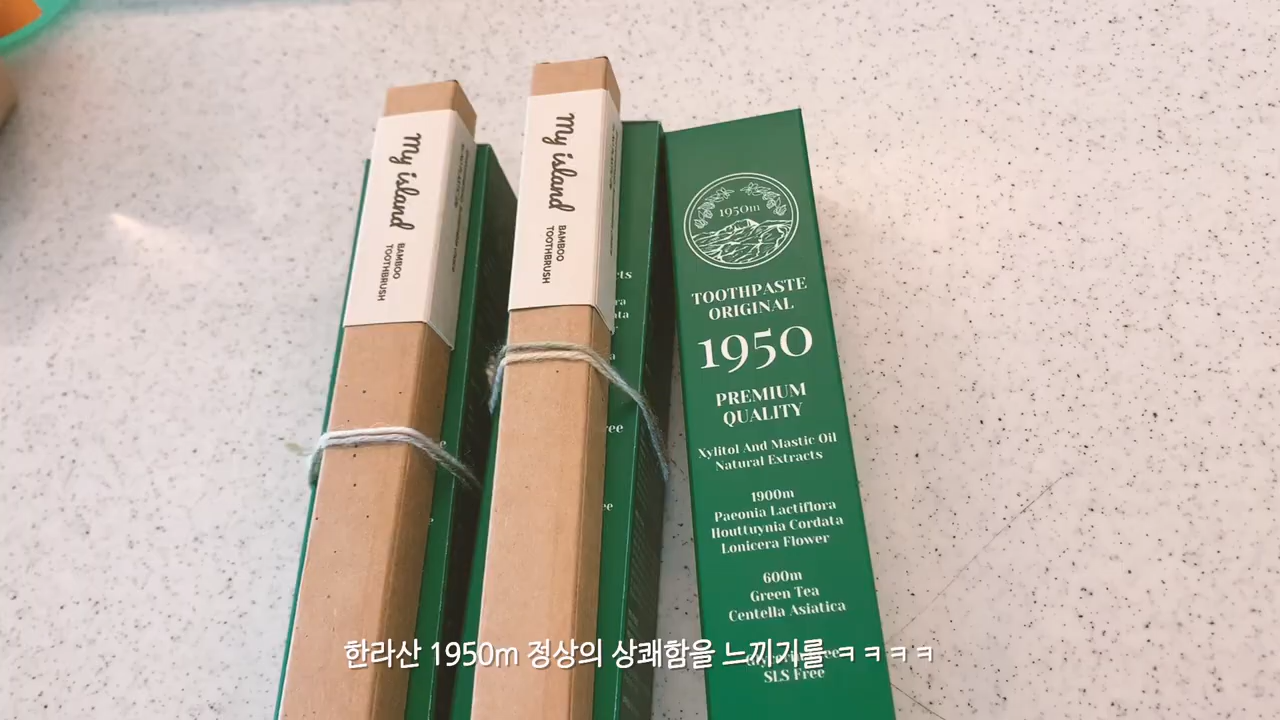 My island
BAMBOO
TOOTHBRUSH
My island
BAMBOO
TOOTHBRUSH
1950m
TOOTHPASTE
ORIGINAL
1950
PREMIUM
QUALITY
Xylitol And Mastic Oil
Natural Extracts
1900m
Paeonia Lactiflora
Houttuynia Cordata
Lonicera Flower
600m
Green Tea
Centella Asiatica
SLS Free
한라산 1950m 정상의 상쾌함을 느끼기를 ㅋㅋㅋㅋ